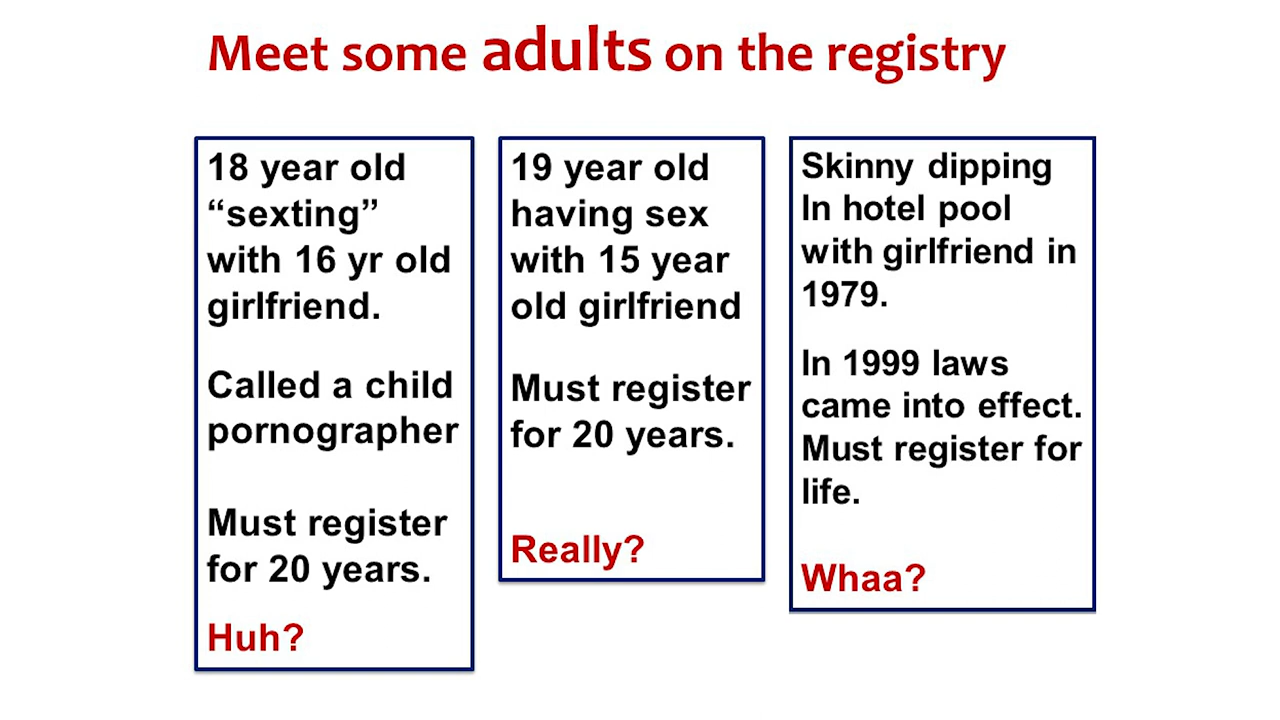 Meet some adults on the registry
18 year old
“sexting”
with 16 yr old
girlfriend.
Called a child
pornographer
Must register
for 20 years.
Huh?
19 year old
having sex
with 15 year
old girlfriend
Must register
for 20 years.
Really?
Skinny dipping
In hotel pool
with girlfriend in
1979.
In 1999 laws
came into effect.
Must register for
life.
Whaa?